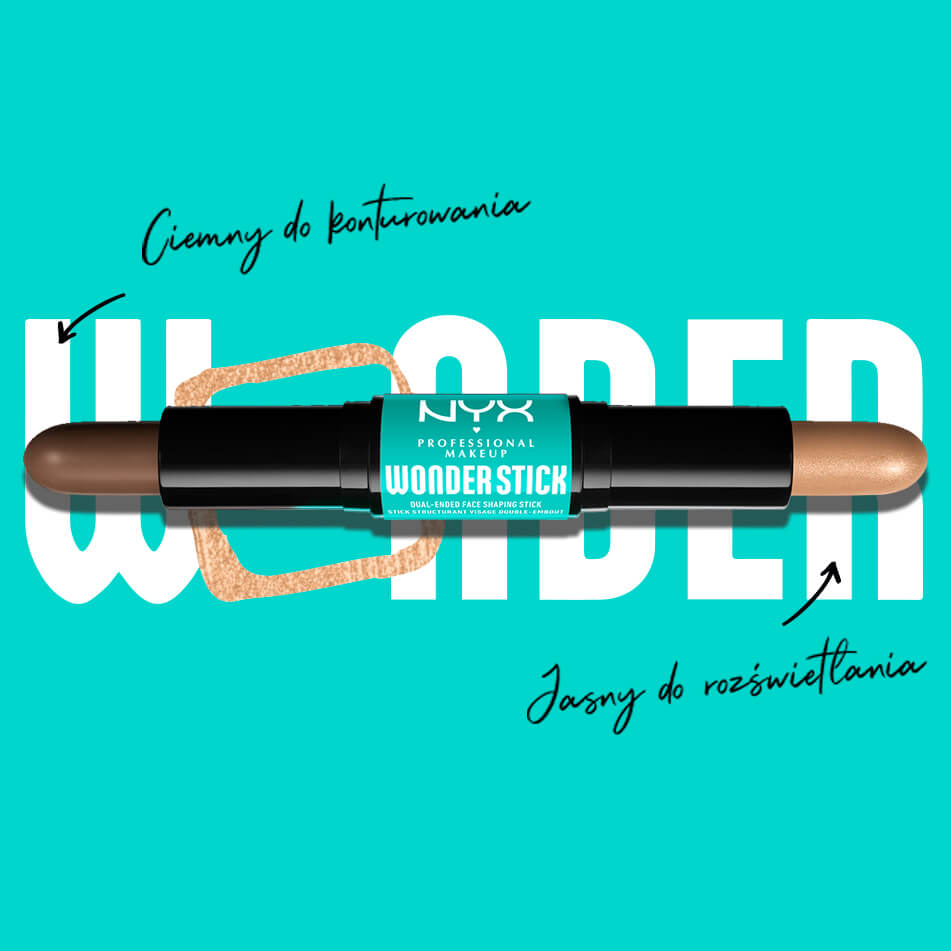 Ciemny do konturowania
WONDER
NYX
PROFESSIONAL
MAKEUP
WONDER STICK
DUAL-ENDED FACE SHAPING STICK
STICK STRUCTURANT VISAGE DOUBLE-EMBOUT
Jasny do rozświetlania